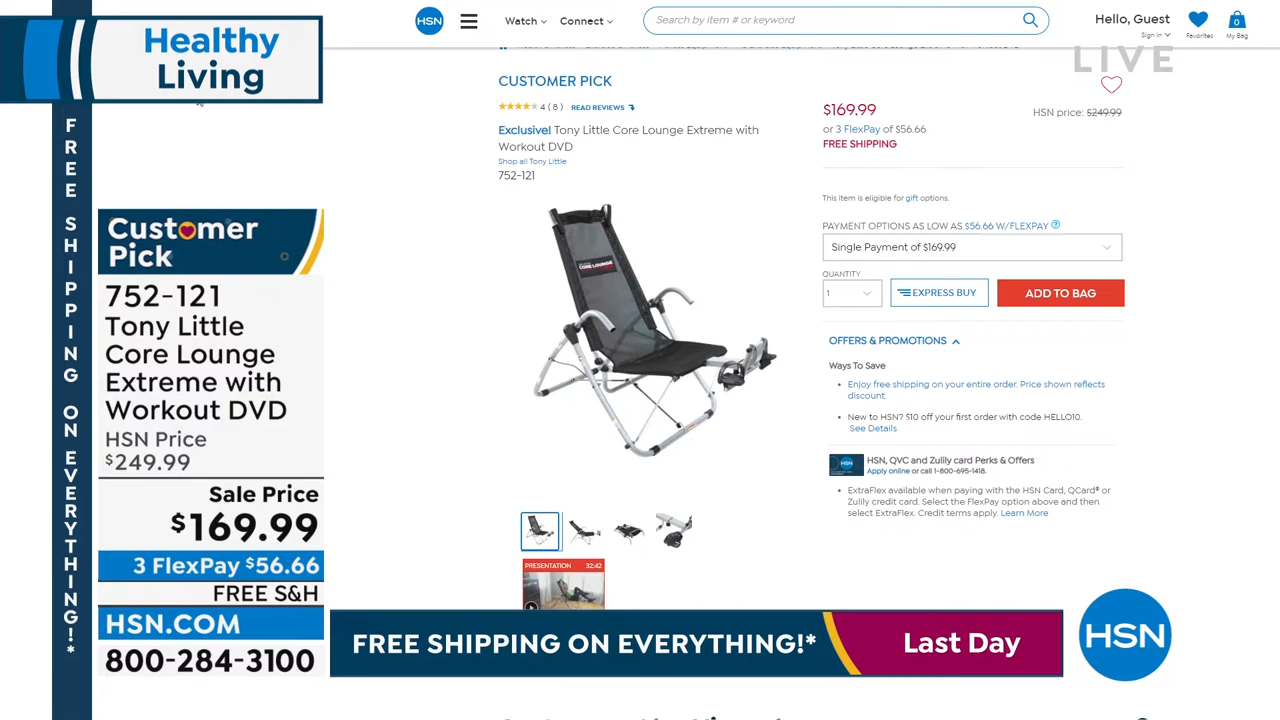 Healthy
Living
FREE SHIPPING ON EVERYTHING!*
Customer
Pick
752-121
Tony Little
Core Lounge
Extreme with
Workout DVD
HSN Price
$249.99
Sale Price
$169.99
3 FlexPay $56.66
FREE S&H
HSN.COM
800-284-3100
HSN
Watch
Connect
Search by item # or keyword
Hello, Guest
Sign in
Favorites
0
My Bag
LIVE
CUSTOMER PICK
4 ( 8 ) READ REVIEWS
Exclusive! Tony Little Core Lounge Extreme with
Workout DVD
Shop all Tony Little
752-121
CORE LOUNGE
PRESENTATION 32:42
$169.99
HSN price: $249.99
or 3 FlexPay of $56.66
FREE SHIPPING
This item is eligible for gift options.
PAYMENT OPTIONS AS LOW AS $56.66 W/FLEXPAY ?
Single Payment of $169.99
QUANTITY
1
EXPRESS BUY
ADD TO BAG
OFFERS & PROMOTIONS
Ways To Save
Enjoy free shipping on your entire order. Price shown reflects
discount.
New to HSN? $10 off your first order with code HELLO10.
See Details
HSN
HSN, QVC and Zulily card Perks & Offers
Apply online or call 1-800-695-1418.
ExtraFlex available when paying with the HSN Card, QCard® or
Zulily credit card. Select the FlexPay option above and then
select ExtraFlex. Credit terms apply. Learn More
FREE SHIPPING ON EVERYTHING!*
Last Day
HSN